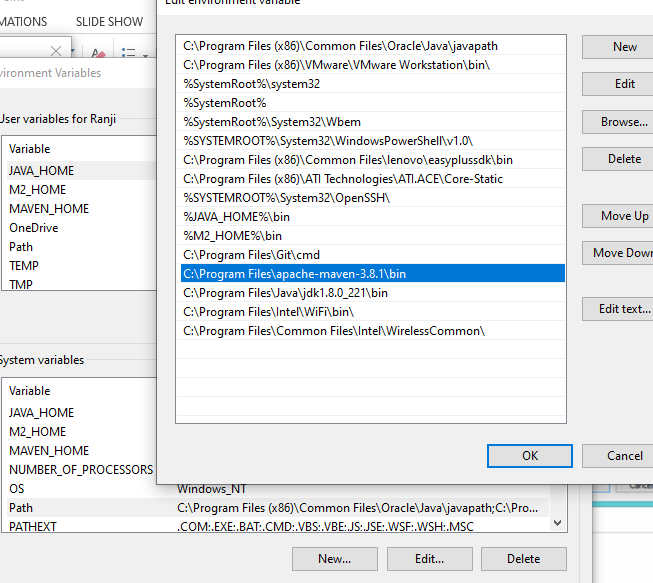 MATIONS SLIDE SHOW
Edit environment variable
vironment Variables
User variables for Ranji
Variable
JAVA_HOME
M2_HOME
MAVEN_HOME
OneDrive
Path
TEMP
TMP
C:\Program Files (x86)\Common Files\Oracle\Java\javapath
C:\Program Files (x86)\VMware\VMware Workstation\bin\
%SystemRoot%\system32
%SystemRoot%
%SystemRoot%\System32\Wbem
%SYSTEMROOT%\System32\WindowsPowerShell\v1.0\
C:\Program Files (x86)\Common Files\lenovo\easyplussdk\bin
C:\Program Files (x86)\ATI Technologies\ATI.ACE\Core-Static
%SYSTEMROOT%\System32\OpenSSH\
%JAVA_HOME%\bin
%M2_HOME%\bin
C:\Program Files\Git\cmd
C:\Program Files\apache-maven-3.8.1\bin
C:\Program Files\Java\jdk1.8.0_221\bin
C:\Program Files\Intel\WiFi\bin\
C:\Program Files\Common Files\Intel\WirelessCommon\
New
Edit
Browse...
Delete
Move Up
Move Down
Edit text...
OK Cancel
System variables
Variable
JAVA_HOME
M2_HOME
MAVEN_HOME
NUMBER_OF_PROCESSORS
OS Windows_NT
Path C:\Program Files (x86)\Common Files\Oracle\Java\javapath;C:\Pro...
PATHEXT .COM;.EXE;.BAT;.CMD;.VBS;.VBE;.JS;.JSE;.WSF;.WSH;.MSC
New... Edit... Delete